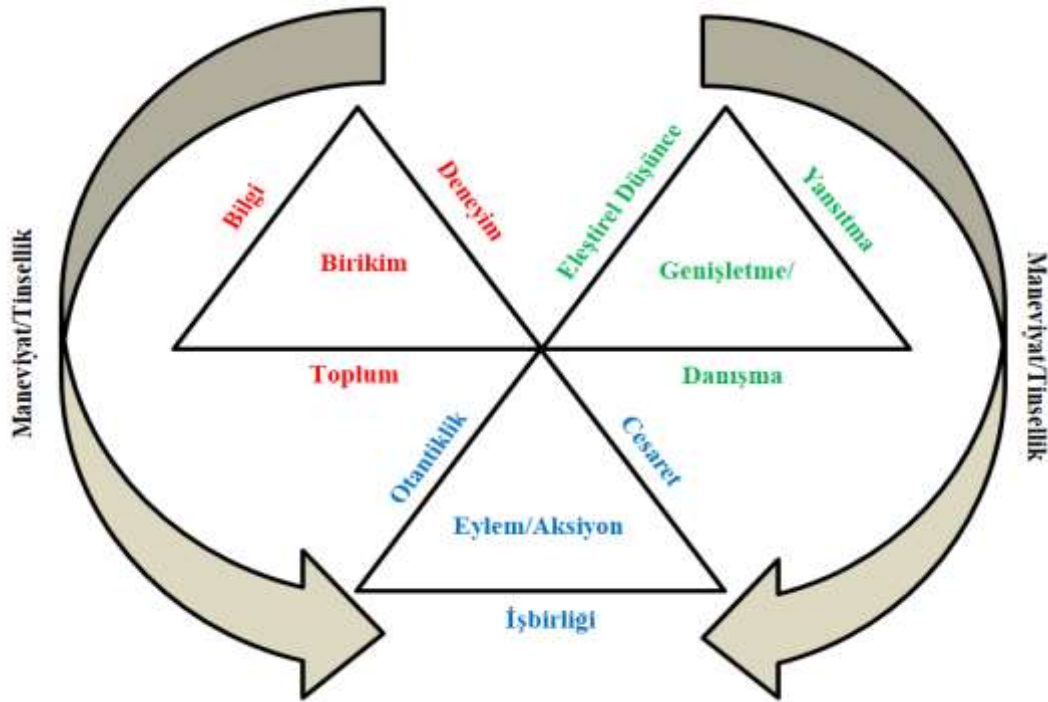 Bilgi
Deneyim
Birikim
Toplum
Eleştirel Düşünce
Yansıtma
Genişletme/
Danışma
Otantiklik
Cesaret
Eylem/Aksiyon
İşbirliği
Maneviyat/Tinsellik
Maneviyat/Tinsellik